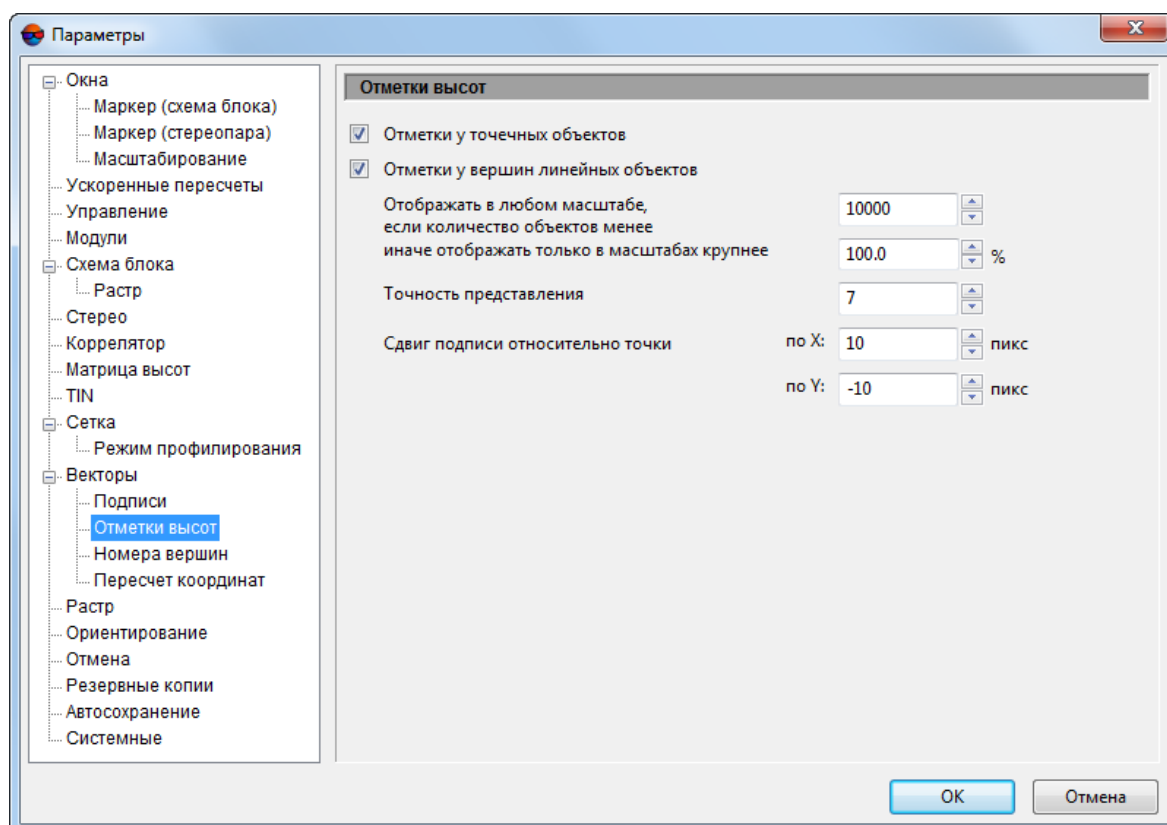 Параметры
Окна
Маркер (схема блока)
Маркер (стереопара)
Масштабирование
Ускоренные пересчеты
Управление
Модули
Схема блока
Растр
Стерео
Коррелятор
Матрица высот
TIN
Сетка
Режим профилирования
Векторы
Подписи
Отметки высот
Номера вершин
Пересчет координат
Растр
Ориентирование
Отмена
Резервные копии
Автосохранение
Системные
Отметки высот
Отметки у точечных объектов
Отметки у вершин линейных объектов
Отображать в любом масштабе,
если количество объектов менее
10000
иначе отображать только в масштабах крупнее
100.0 %
Точность представления 7
Сдвиг подписи относительно точки по X: 10 пикс
по Y: -10 пикс
OK Отмена